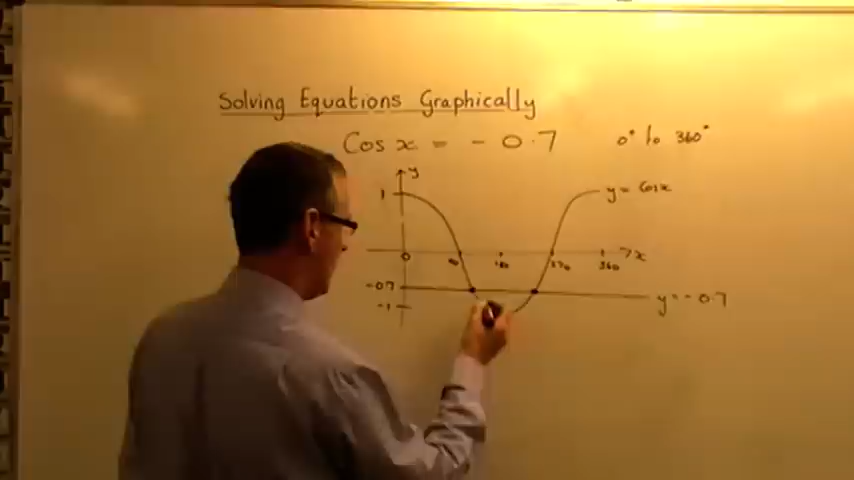 Solving Equations Graphically
Cos x = - 0.7 0° to 360°
y
1 y = Cos x
0 90 180 270 360 x
-0.7 y = - 0.7
-1